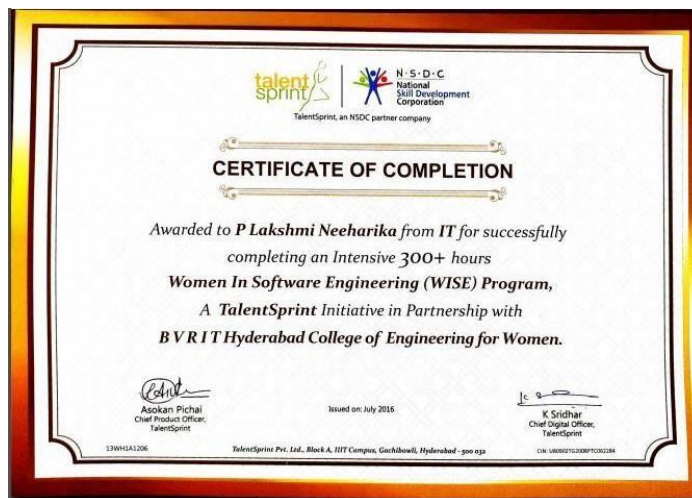 talent
sprint
N·S·D·C
National
Skill Development
Corporation
TalentSprint, an NSDC partner company
CERTIFICATE OF COMPLETION
Awarded to P Lakshmi Neeharika from IT for successfully
completing an Intensive 300+ hours
Women In Software Engineering (WISE) Program,
A TalentSprint Initiative in Partnership with
B V R I T Hyderabad College of Engineering for Women.
Asokan Pichai
Chief Product Officer,
TalentSprint
Issued on: July 2016
K Sridhar
Chief Digital Officer,
TalentSprint
13WH1A1206
TalentSprint Pvt. Ltd., Block A, IIIT Campus, Gachibowli, Hyderabad - 500 032